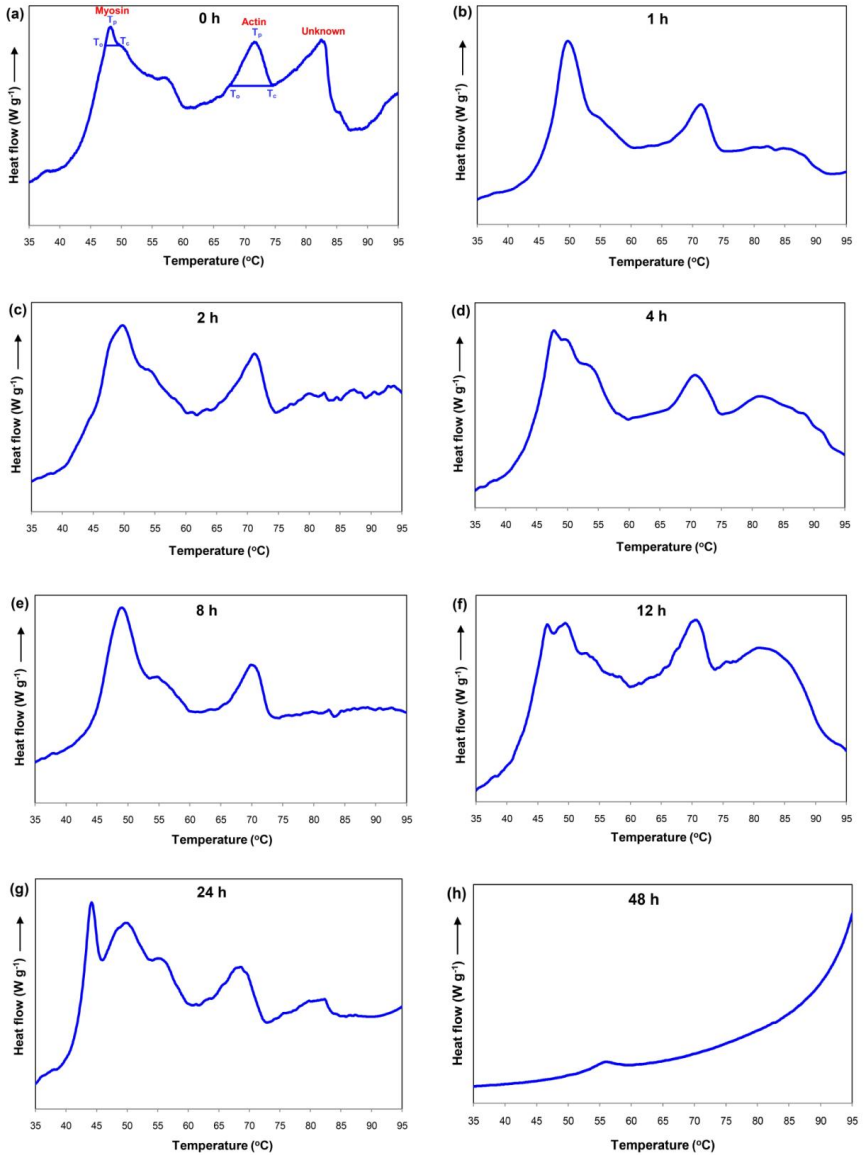 (a)
Myosin
Tp
To
Tc
0 h
Actin
Tp
To
Tc
Unknown
Heat flow (W g⁻¹)
35 40 45 50 55 60 65 70 75 80 85 90 95
Temperature (°C)
(b)
1 h
Heat flow (W g⁻¹)
35 40 45 50 55 60 65 70 75 80 85 90 95
Temperature (°C)
(c)
2 h
Heat flow (W g⁻¹)
35 40 45 50 55 60 65 70 75 80 85 90 95
Temperature (°C)
(d)
4 h
Heat flow (W g⁻¹)
35 40 45 50 55 60 65 70 75 80 85 90 95
Temperature (°C)
(e)
8 h
Heat flow (W g⁻¹)
35 40 45 50 55 60 65 70 75 80 85 90 95
Temperature (°C)
(f)
12 h
Heat flow (W g⁻¹)
35 40 45 50 55 60 65 70 75 80 85 90 95
Temperature (°C)
(g)
24 h
Heat flow (W g⁻¹)
35 40 45 50 55 60 65 70 75 80 85 90 95
Temperature (°C)
(h)
48 h
Heat flow (W g⁻¹)
35 40 45 50 55 60 65 70 75 80 85 90 95
Temperature (°C)